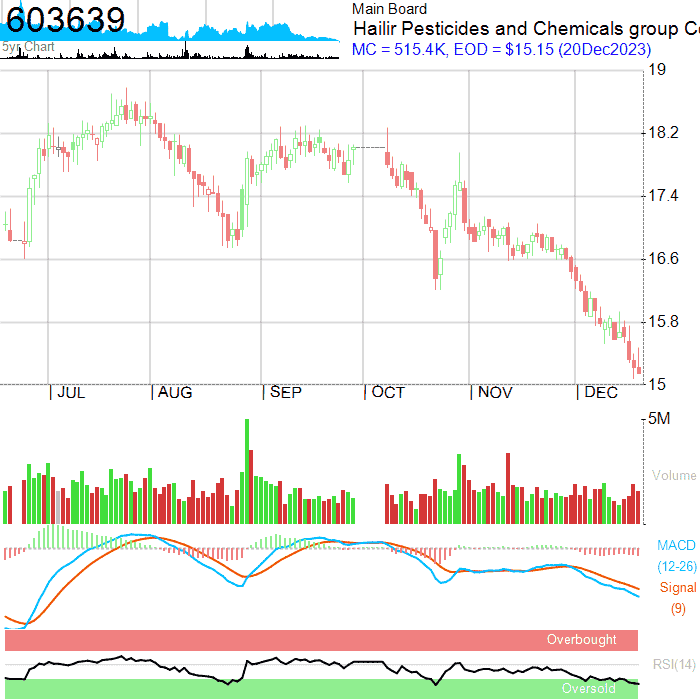 603639
Main Board
Hailir Pesticides and Chemicals group C
5yr Chart
MC = 515.4K, EOD = $15.15 (20Dec2023)
19
18.2
17.4
16.6
15.8
15
JUL AUG SEP OCT NOV DEC
5M
Volume
MACD
(12-26)
Signal
(9)
Overbought
RSI(14)
Oversold